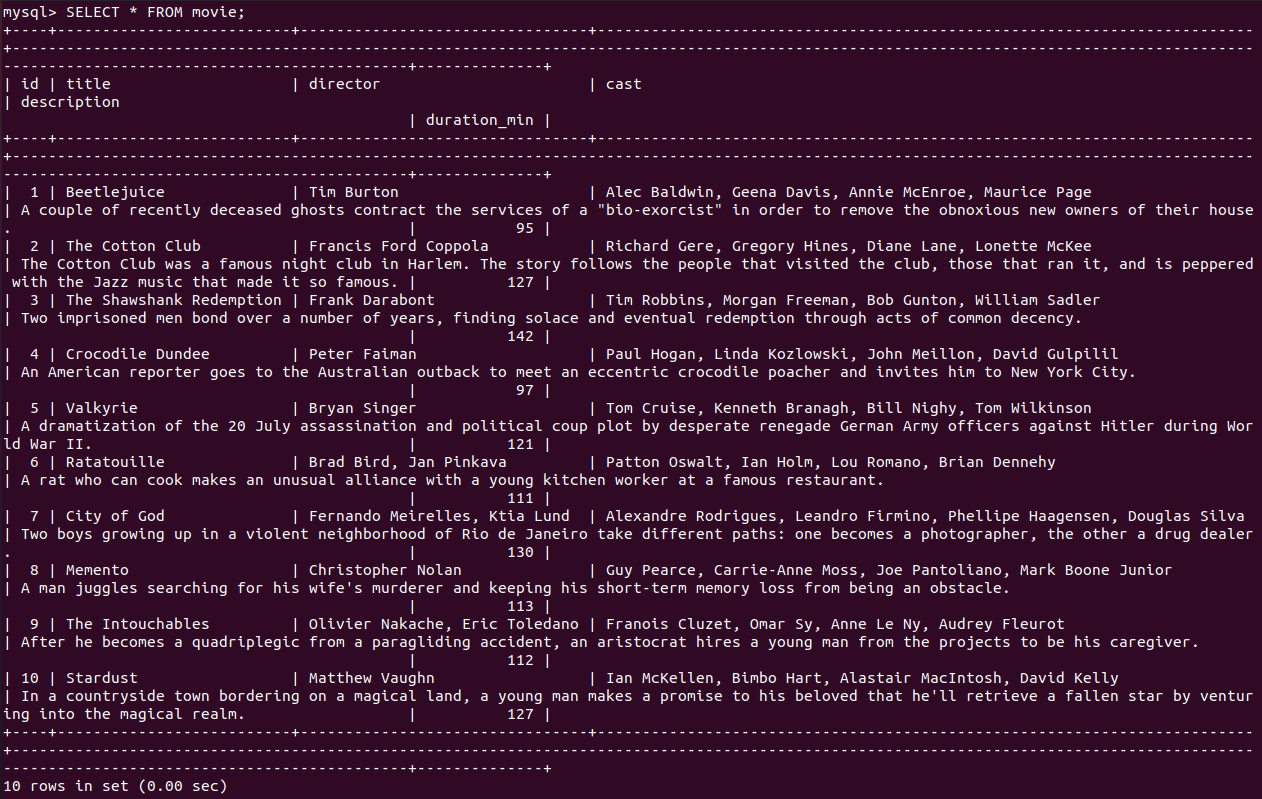 mysql> SELECT * FROM movie;
+----+--------------------------+--------------------------------+-------------------------------------------------------------------------
+------------------------------------------------------------------------------------------------------------------------------------------
---------------------------------------------+--------------+
| id | title                    | director                       | cast
| description
                                             | duration_min |
+----+--------------------------+--------------------------------+-------------------------------------------------------------------------
+------------------------------------------------------------------------------------------------------------------------------------------
---------------------------------------------+--------------+
|  1 | Beetlejuice              | Tim Burton                     | Alec Baldwin, Geena Davis, Annie McEnroe, Maurice Page
| A couple of recently deceased ghosts contract the services of a "bio-exorcist" in order to remove the obnoxious new owners of their house
.                                            |           95 |
|  2 | The Cotton Club          | Francis Ford Coppola           | Richard Gere, Gregory Hines, Diane Lane, Lonette McKee
| The Cotton Club was a famous night club in Harlem. The story follows the people that visited the club, those that ran it, and is peppered
 with the Jazz music that made it so famous. |          127 |
|  3 | The Shawshank Redemption | Frank Darabont                 | Tim Robbins, Morgan Freeman, Bob Gunton, William Sadler
| Two imprisoned men bond over a number of years, finding solace and eventual redemption through acts of common decency.
                                             |          142 |
|  4 | Crocodile Dundee         | Peter Faiman                   | Paul Hogan, Linda Kozlowski, John Meillon, David Gulpilil
| An American reporter goes to the Australian outback to meet an eccentric crocodile poacher and invites him to New York City.
                                             |           97 |
|  5 | Valkyrie                 | Bryan Singer                   | Tom Cruise, Kenneth Branagh, Bill Nighy, Tom Wilkinson
| A dramatization of the 20 July assassination and political coup plot by desperate renegade German Army officers against Hitler during Wor
ld War II.                                   |          121 |
|  6 | Ratatouille              | Brad Bird, Jan Pinkava         | Patton Oswalt, Ian Holm, Lou Romano, Brian Dennehy
| A rat who can cook makes an unusual alliance with a young kitchen worker at a famous restaurant.
                                             |          111 |
|  7 | City of God              | Fernando Meirelles, Ktia Lund  | Alexandre Rodrigues, Leandro Firmino, Phellipe Haagensen, Douglas Silva
| Two boys growing up in a violent neighborhood of Rio de Janeiro take different paths: one becomes a photographer, the other a drug dealer
.                                            |          130 |
|  8 | Memento                  | Christopher Nolan              | Guy Pearce, Carrie-Anne Moss, Joe Pantoliano, Mark Boone Junior
| A man juggles searching for his wife's murderer and keeping his short-term memory loss from being an obstacle.
                                             |          113 |
|  9 | The Intouchables         | Olivier Nakache, Eric Toledano | Franois Cluzet, Omar Sy, Anne Le Ny, Audrey Fleurot
| After he becomes a quadriplegic from a paragliding accident, an aristocrat hires a young man from the projects to be his caregiver.
                                             |          112 |
| 10 | Stardust                 | Matthew Vaughn                 | Ian McKellen, Bimbo Hart, Alastair MacIntosh, David Kelly
| In a countryside town bordering on a magical land, a young man makes a promise to his beloved that he'll retrieve a fallen star by ventur
ing into the magical realm.                  |          127 |
+----+--------------------------+--------------------------------+-------------------------------------------------------------------------
+------------------------------------------------------------------------------------------------------------------------------------------
---------------------------------------------+--------------+
10 rows in set (0.00 sec)